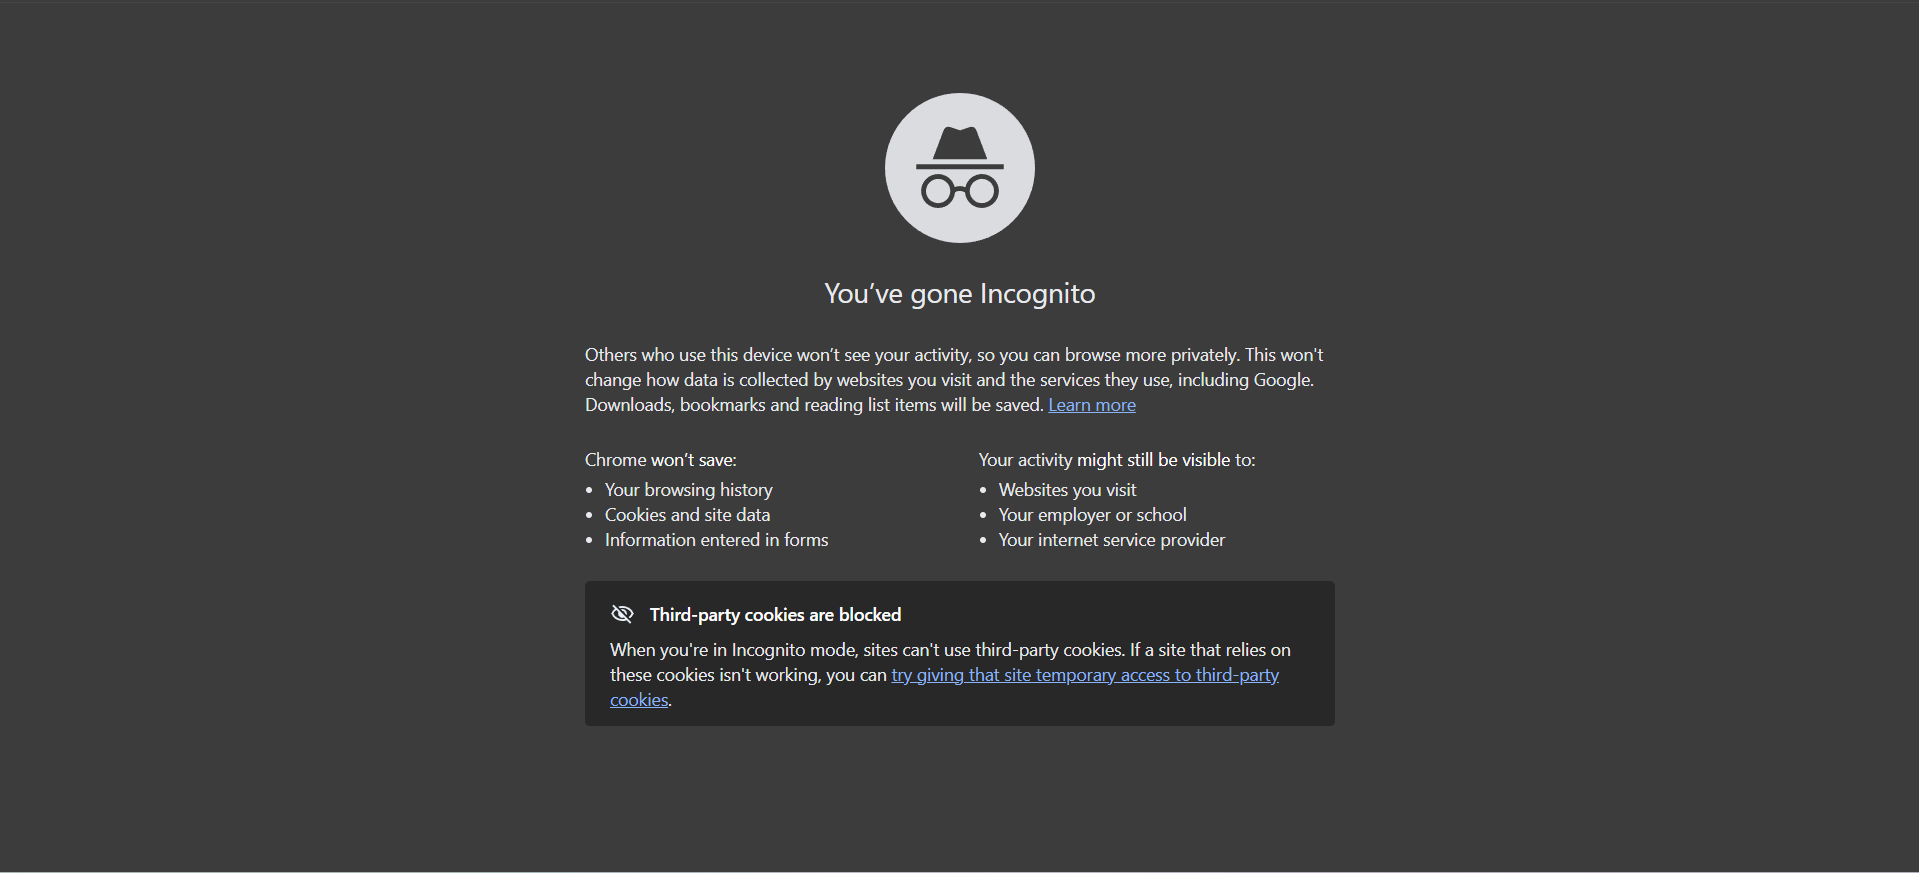 You’ve gone Incognito
Others who use this device won’t see your activity, so you can browse more privately. This won't
change how data is collected by websites you visit and the services they use, including Google.
Downloads, bookmarks and reading list items will be saved. Learn more
Chrome won’t save:
• Your browsing history
• Cookies and site data
• Information entered in forms
Your activity might still be visible to:
• Websites you visit
• Your employer or school
• Your internet service provider
Third-party cookies are blocked
When you're in Incognito mode, sites can't use third-party cookies. If a site that relies on
these cookies isn't working, you can try giving that site temporary access to third-party
cookies.